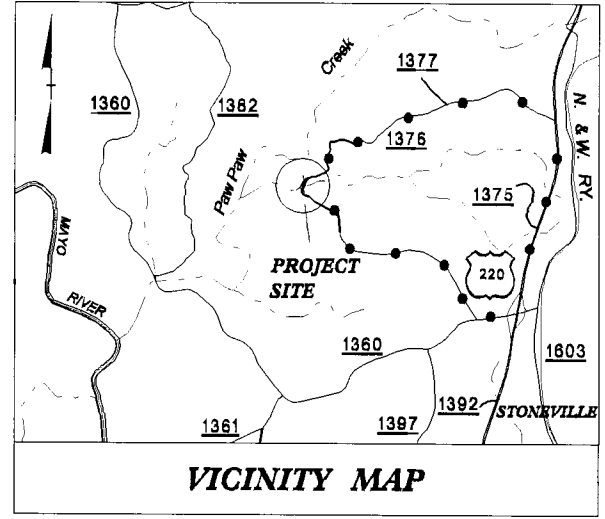 1377
Creek
1360
1382
1376
N. & W. RY.
Paw Paw
1375
MAYO
RIVER
PROJECT
SITE
220
1360
1603
1392
STONEVILLE
1361
1397
VICINITY MAP